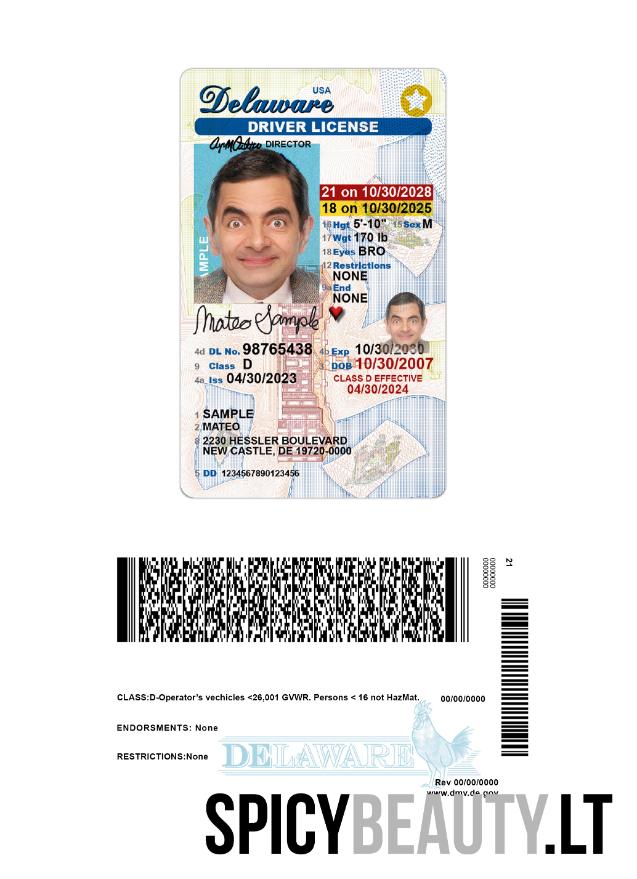 Delaware
USA
DRIVER LICENSE
DIRECTOR
21 on 10/30/2028
18 on 10/30/2025
16 Hgt 5'-10" 15 Sex M
17 Wgt 170 lb
18 Eyes BRO
12 Restrictions
NONE
9a End
NONE
AMPLE
Mateo Sample
4d DL No. 98765438 4b Exp 10/30/2030
9 Class D 3 DOB 10/30/2007
4a Iss 04/30/2023 CLASS D EFFECTIVE
04/30/2024
1 SAMPLE
2 MATEO
8 2230 HESSLER BOULEVARD
NEW CASTLE, DE 19720-0000
5 DD 1234567890123456
21
00000000
00000000
CLASS:D-Operator's vechicles <26,001 GVWR. Persons < 16 not HazMat. 00/00/0000
ENDORSMENTS: None
RESTRICTIONS:None
DELAWARE
Rev 00/00/0000
www.dmv.de.gov
SPICYBEAUTY.LT